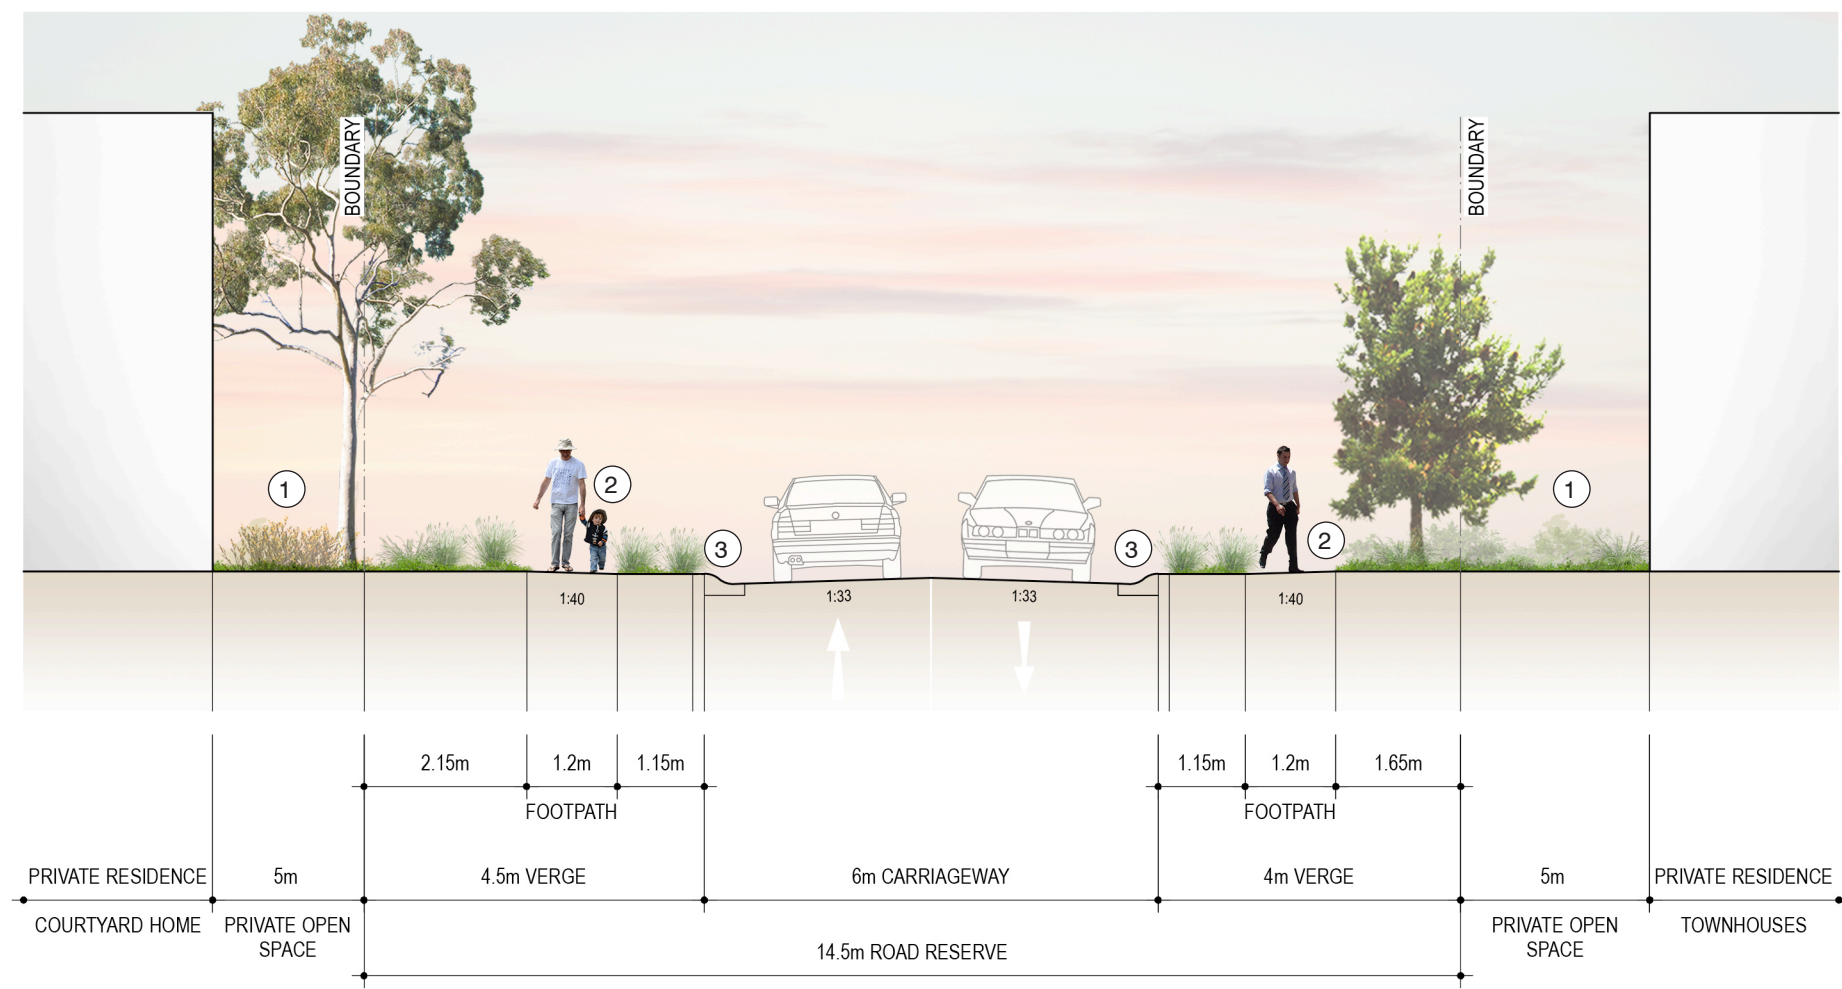 BOUNDARY
BOUNDARY
1
2
3
3
2
1
1:40
1:33
1:33
1:40
2.15m
1.2m
1.15m
1.15m
1.2m
1.65m
FOOTPATH
FOOTPATH
PRIVATE RESIDENCE
5m
4.5m VERGE
6m CARRIAGEWAY
4m VERGE
5m
PRIVATE RESIDENCE
COURTYARD HOME
PRIVATE OPEN
SPACE
PRIVATE OPEN
SPACE
TOWNHOUSES
14.5m ROAD RESERVE